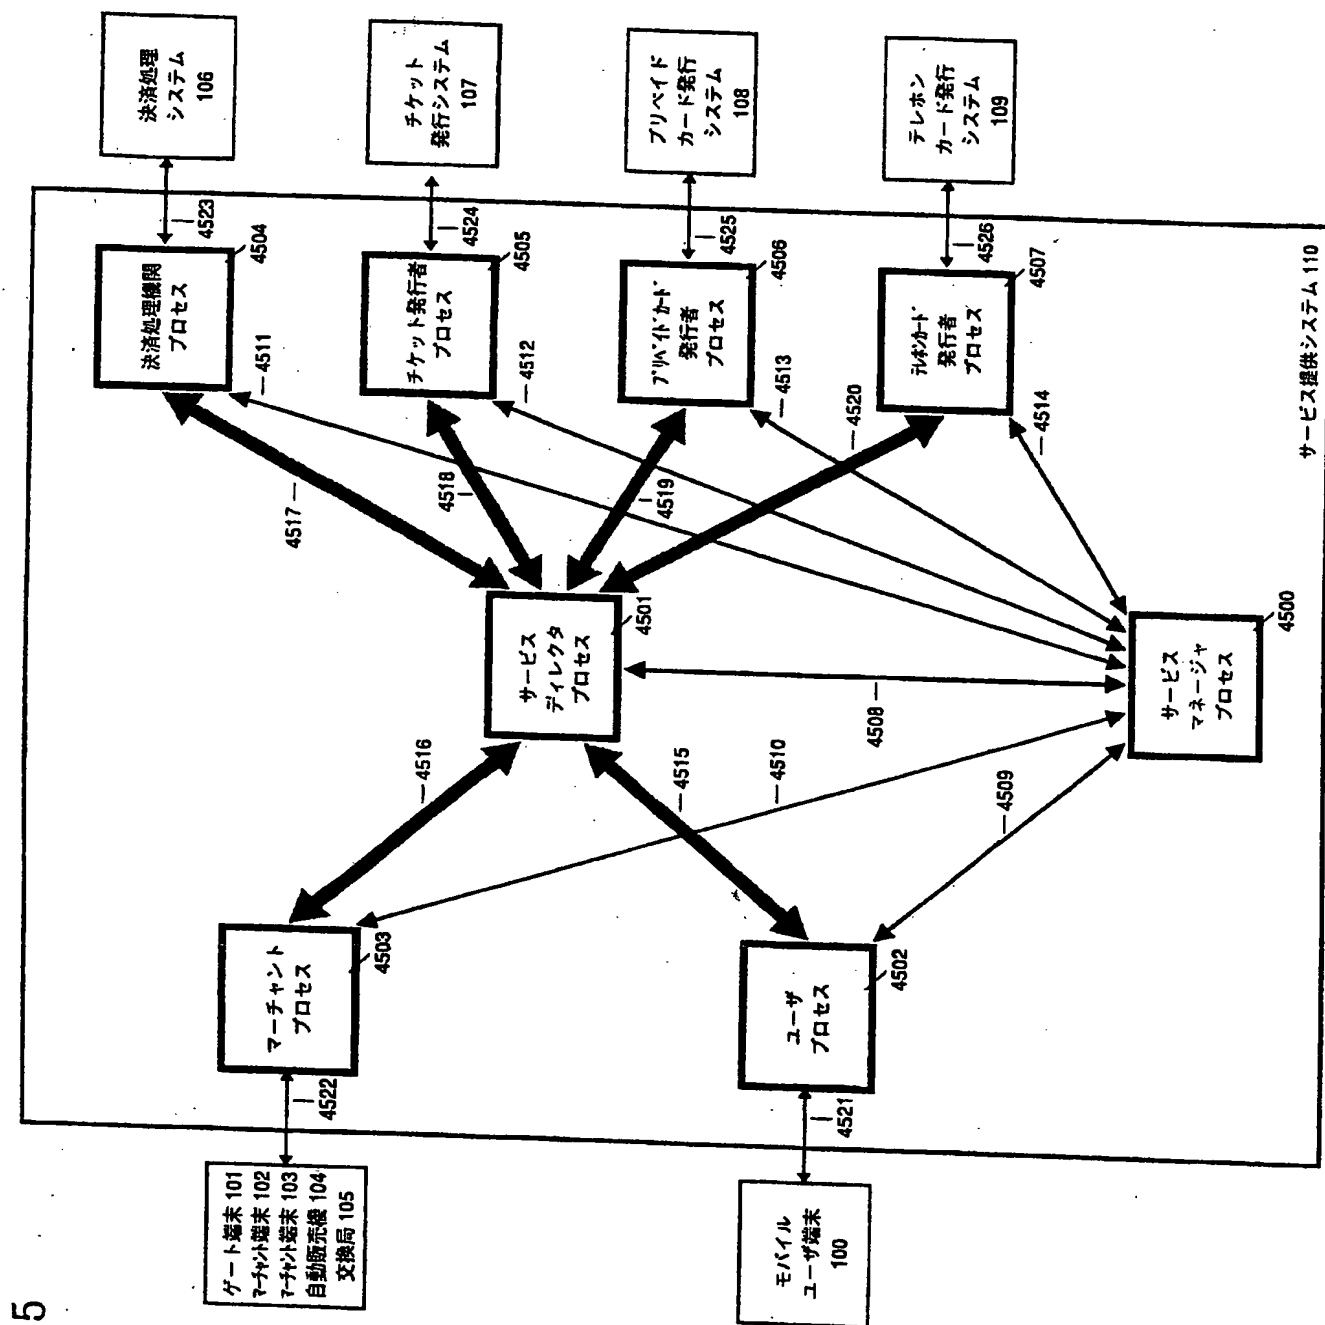 5
ゲート端末 101
マーチャント端末 102
マーチャント端末 103
自動販売機 104
交換局 105
モバイル
ユーザ端末
100
4522
4521
マーチャント
プロセス
4503
ユーザ
プロセス
4502
4516
4515
4510
4509
サービス
ディレクタ
プロセス
4501
4508
サービス
マネージャ
プロセス
4500
4517
4518
4519
4511
4512
4513
4520
4514
決済処理機関
プロセス
4504
チケット発行者
プロセス
4505
プリペイドカード
発行者
プロセス
4506
テレホンカード
発行者
プロセス
4507
4523
4524
4525
4526
サービス提供システム 110
決済処理
システム
106
チケット
発行システム
107
プリペイド
カード発行
システム
108
テレホン
カード発行
システム
109